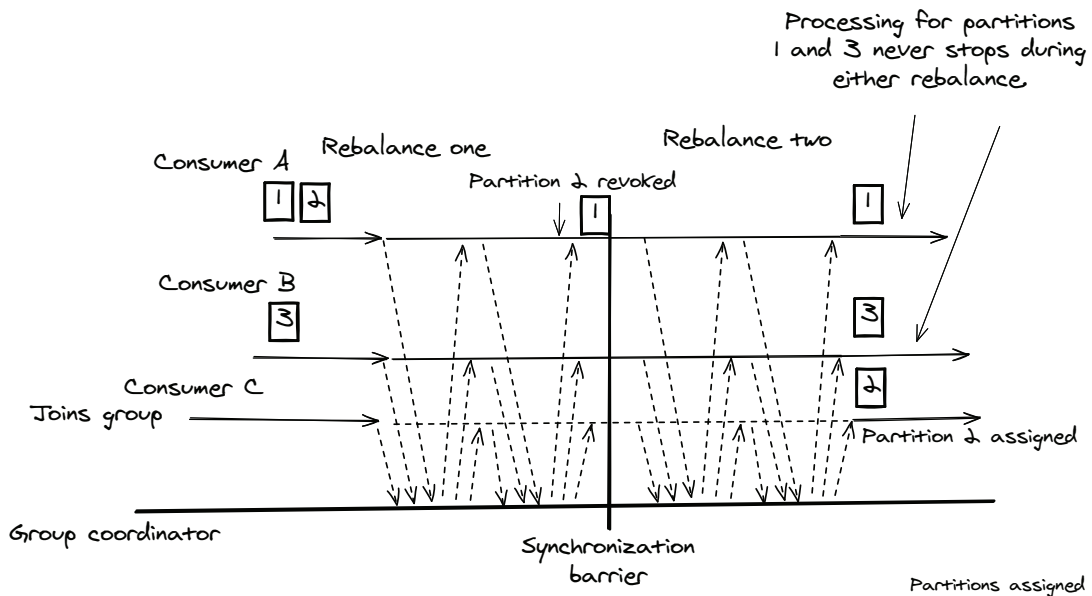 Processing for partitions
1 and 3 never stops during
either rebalance
Rebalance one
Rebalance two
Consumer A
Partition 2 revoked
1 2
1
1
Consumer B
3
3
Consumer C
2
Joins group
Partition 2 assigned
Group coordinator
Synchronization
barrier
Partitions assigned